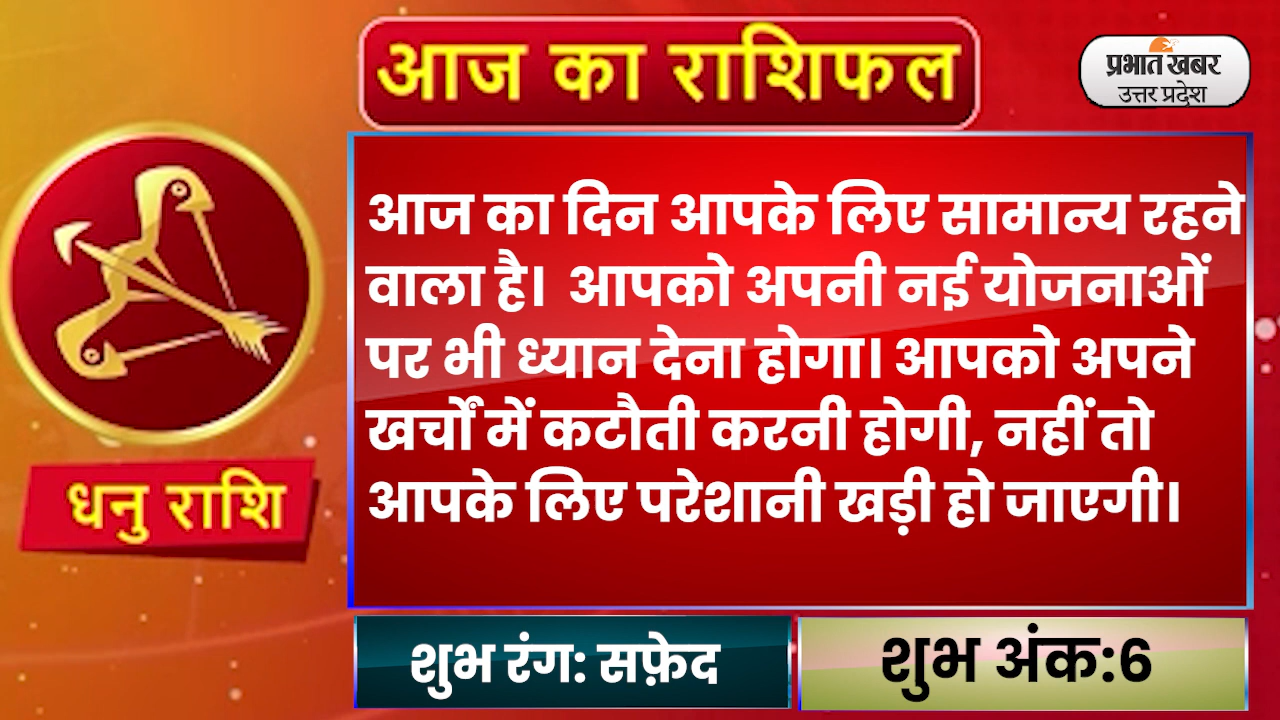 आज का राशिफल
प्रभात खबर
उत्तर प्रदेश
आज का दिन आपके लिए सामान्य रहने
वाला है। आपको अपनी नई योजनाओं
पर भी ध्यान देना होगा। आपको अपने
खर्चों में कटौती करनी होगी, नहीं तो
आपके लिए परेशानी खड़ी हो जाएगी।
धनु राशि
शुभ रंग: सफ़ेद
शुभ अंक:6